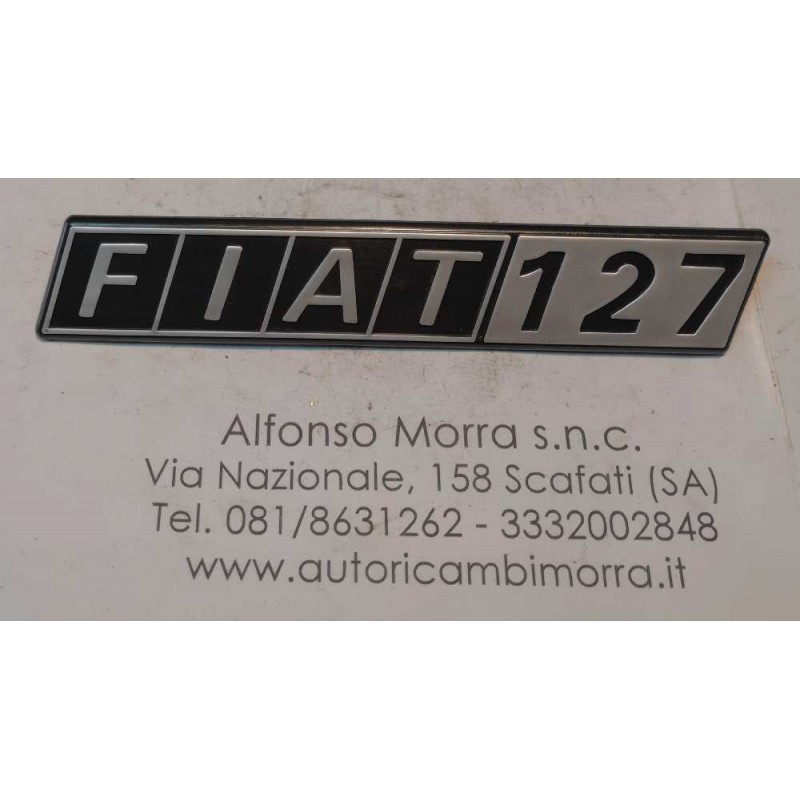 FIAT 127
Alfonso Morra s.n.c.
Via Nazionale, 158 Scafati (SA)
Tel. 081/8631262 - 3332002848
www.autoricambimorra.it